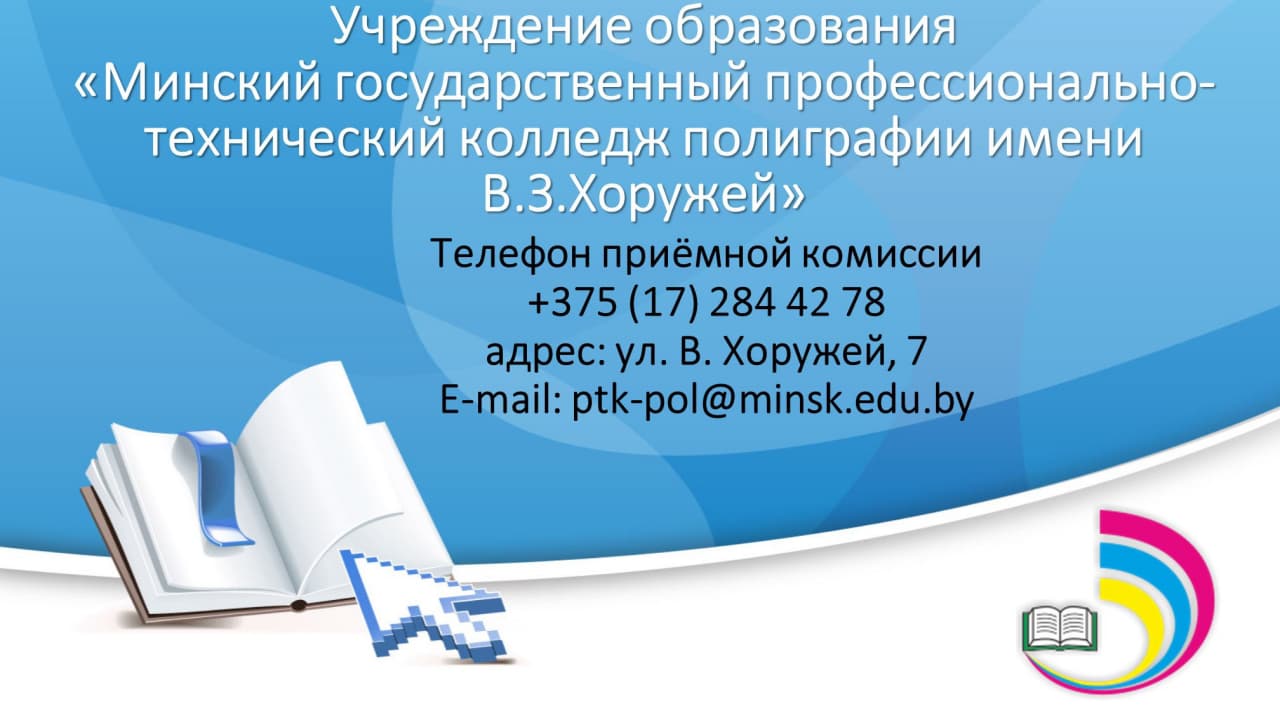 Учреждение образования
«Минский государственный профессионально-
технический колледж полиграфии имени
В.З.Хоружей»
Телефон приёмной комиссии
+375 (17) 284 42 78
адрес: ул. В. Хоружей, 7
E-mail: ptk-pol@minsk.edu.by